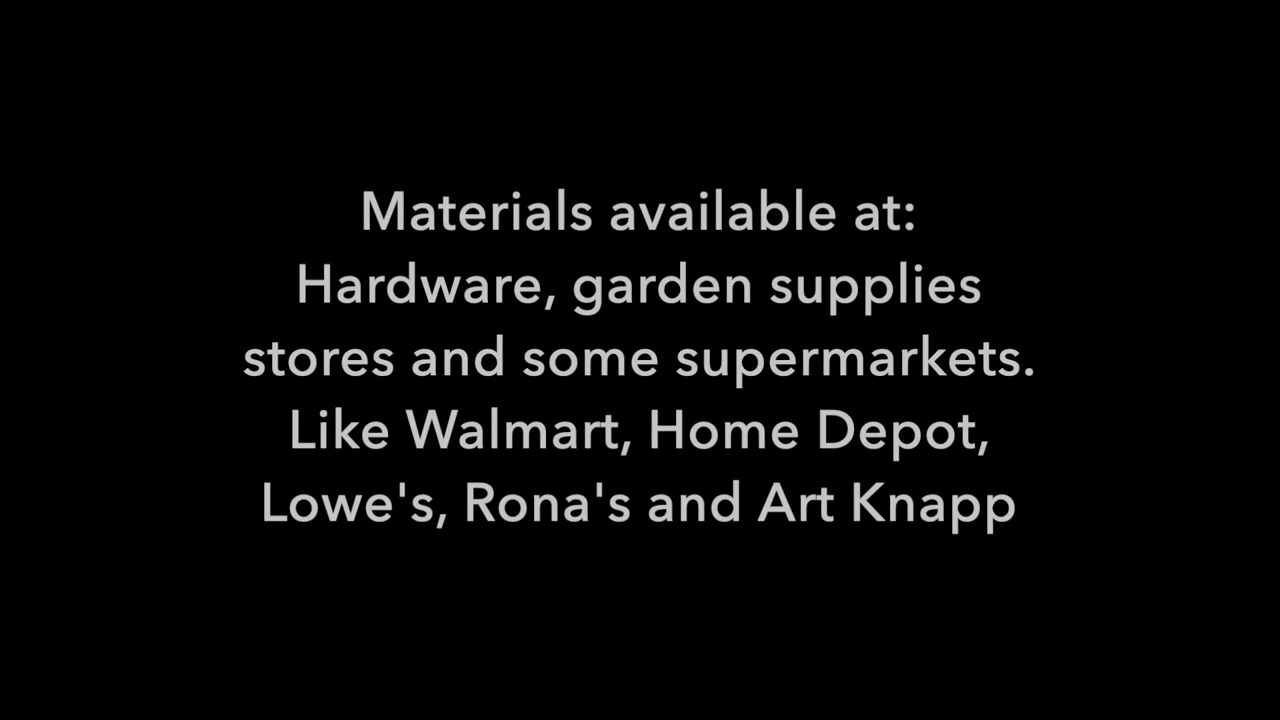 Materials available at:
Hardware, garden supplies
stores and some supermarkets.
Like Walmart, Home Depot,
Lowe's, Rona's and Art Knapp